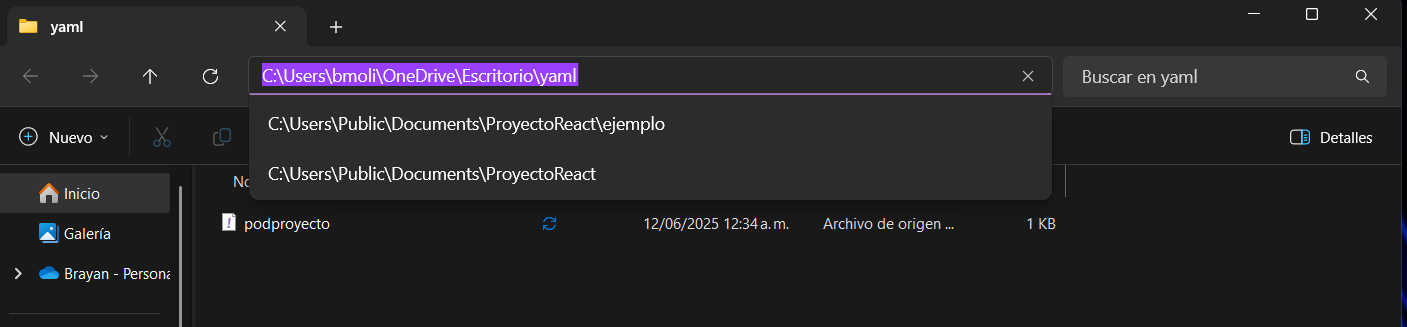 yaml
C:\Users\bmoli\OneDrive\Escritorio\yaml
Buscar en yaml
C:\Users\Public\Documents\ProyectoReact\ejemplo
C:\Users\Public\Documents\ProyectoReact
Nuevo
Detalles
Inicio
No
Galería
podproyecto 12/06/2025 12:34 a. m. Archivo de origen ... 1 KB
Brayan - Persona